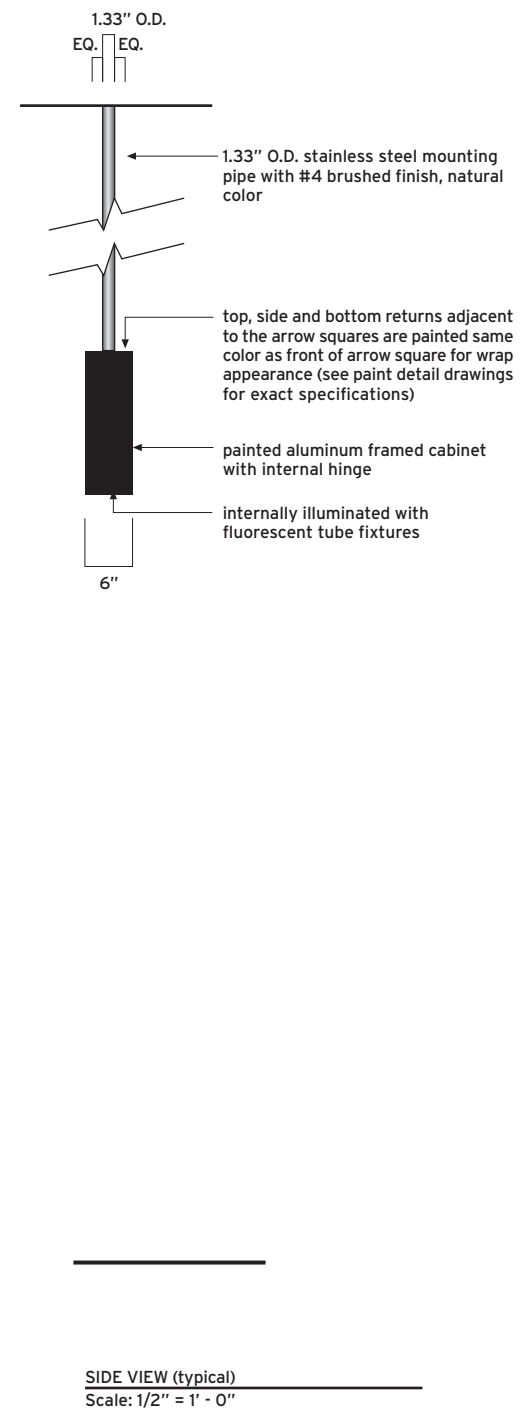 1.33" O.D.
EQ. EQ.
1.33" O.D. stainless steel mounting
pipe with #4 brushed finish, natural
color
top, side and bottom returns adjacent
to the arrow squares are painted same
color as front of arrow square for wrap
appearance (see paint detail drawings
for exact specifications)
painted aluminum framed cabinet
with internal hinge
internally illuminated with
fluorescent tube fixtures
6"
SIDE VIEW (typical)
Scale: 1/2" = 1' - 0"